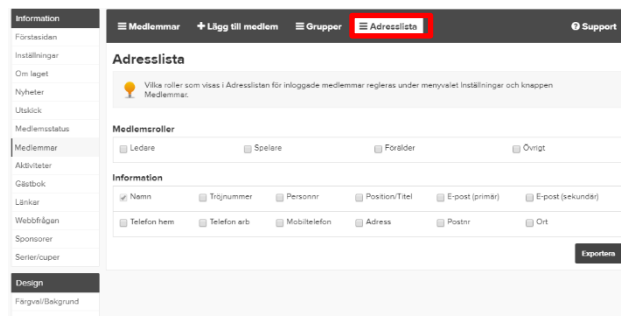 Information
Förstasidan
Inställningar
Om laget
Nyheter
Utskick
Medlemsstatus
Medlemmar
Aktiviteter
Gästbok
Länkar
Webbfrågan
Sponsorer
Serier/cuper
Design
Färgval/Bakgrund
Medlemmar Lägg till medlem Grupper Adresslista Support
Adresslista
Vilka roller som visas i Adresslistan för inloggade medlemmar regleras under menyvalet Inställningar och knappen
Medlemmar.
Medlemsroller
Ledare Spelare Förälder Övrigt
Information
Namn Tröjnummer Personnr Position/Titel E-post (primär) E-post (sekundär)
Telefon hem Telefon arb Mobiltelefon Adress Postnr Ort
Exportera